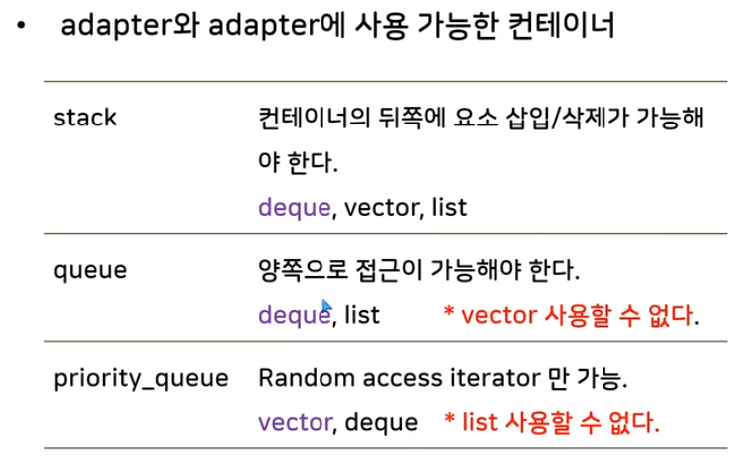 • adapter와 adapter에 사용 가능한 컨테이너
stack 컨테이너의 뒤쪽에 요소 삽입/삭제가 가능해
야 한다.
deque, vector, list
queue 양쪽으로 접근이 가능해야 한다.
deque, list * vector 사용할 수 없다.
priority_queue Random access iterator 만 가능.
vector, deque * list 사용할 수 없다.